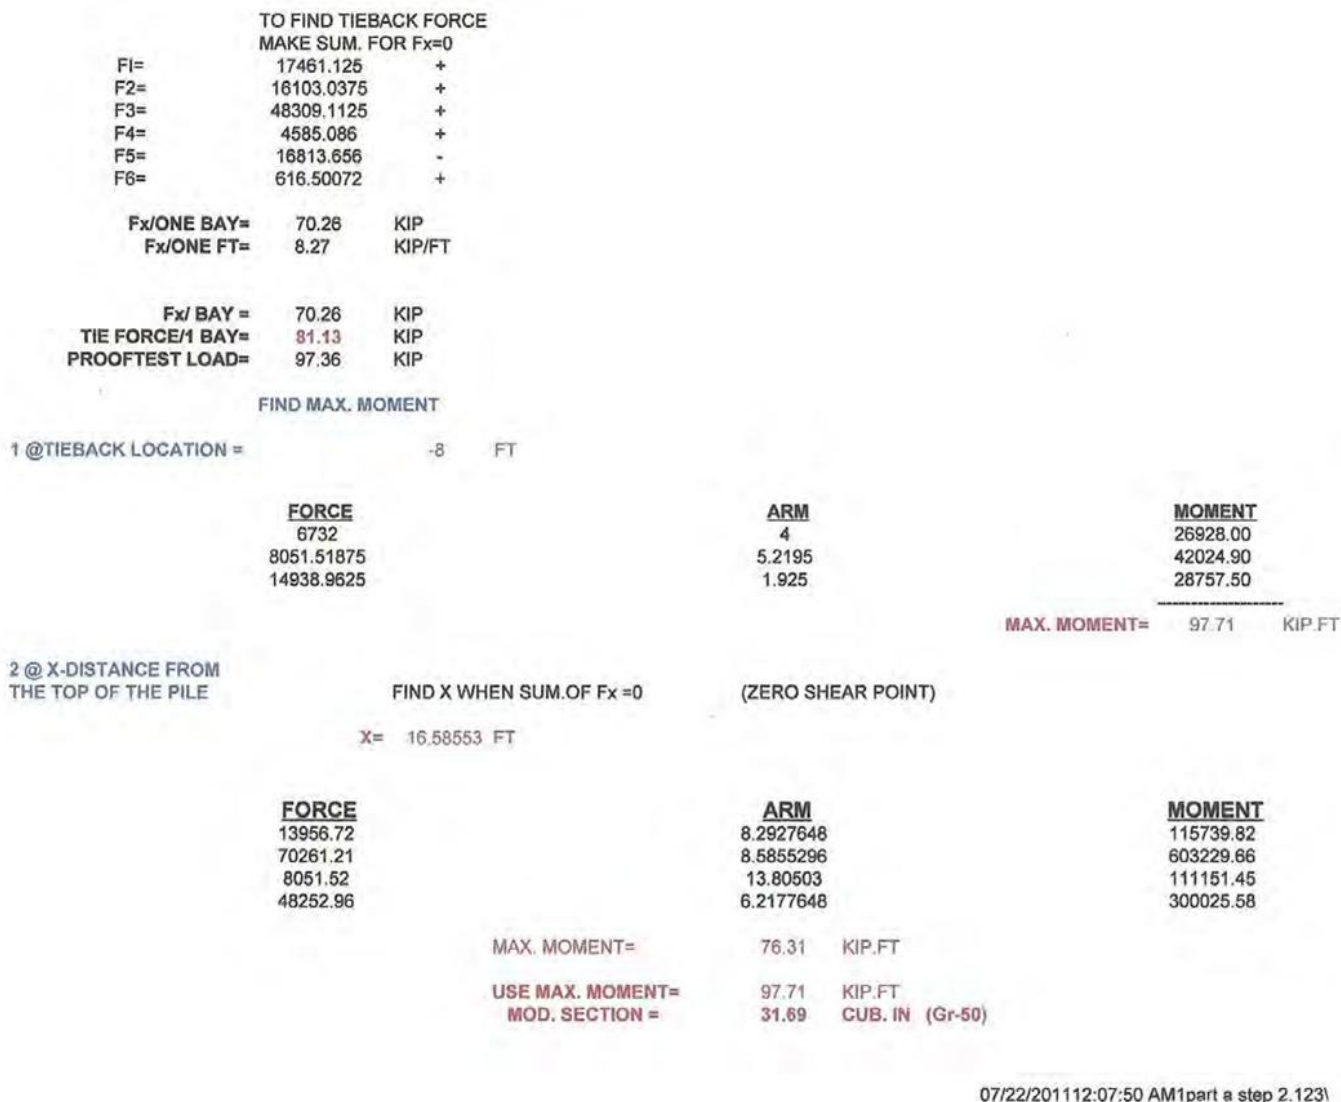 TO FIND TIEBACK FORCE
MAKE SUM. FOR Fx=0
FI= 17461.125 +
F2= 16103.0375 +
F3= 48309.1125 +
F4= 4585.086 +
F5= 16813.656 -
F6= 616.50072 +
Fx/ONE BAY= 70.26 KIP
Fx/ONE FT= 8.27 KIP/FT
Fx/ BAY = 70.26 KIP
TIE FORCE/1 BAY= 81.13 KIP
PROOFTEST LOAD= 97.36 KIP
FIND MAX. MOMENT
1 @TIEBACK LOCATION = -8 FT
FORCE ARM MOMENT
6732 4 26928.00
8051.51875 5.2195 42024.90
14938.9625 1.925 28757.50
----------------------
MAX. MOMENT= 97.71 KIP.FT
2 @ X-DISTANCE FROM
THE TOP OF THE PILE FIND X WHEN SUM.OF Fx =0 (ZERO SHEAR POINT)
X= 16.58553 FT
FORCE ARM MOMENT
13956.72 8.2927648 115739.82
70261.21 8.5855296 603229.66
8051.52 13.80503 111151.45
48252.96 6.2177648 300025.58
MAX. MOMENT= 76.31 KIP.FT
USE MAX. MOMENT= 97.71 KIP.FT
MOD. SECTION = 31.69 CUB. IN (Gr-50)
07/22/201112:07:50 AM1part a step 2.123\